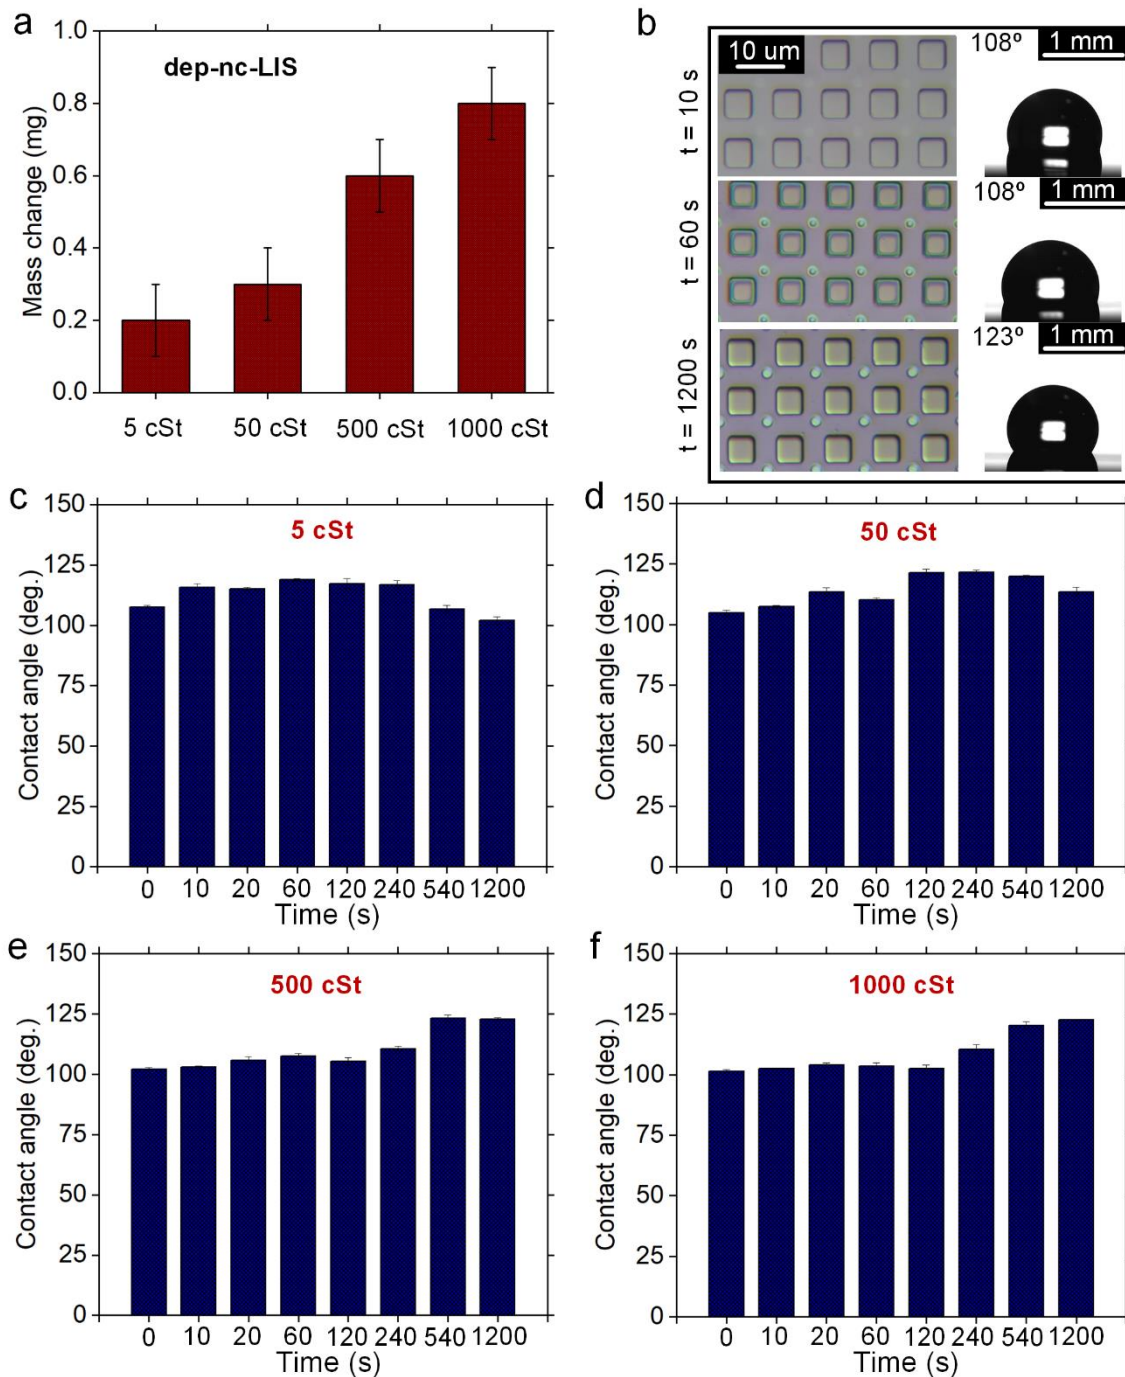 a
dep-nc-LIS
Mass change (mg)
1.0
0.8
0.6
0.4
0.2
0.0
5 cSt 50 cSt 500 cSt 1000 cSt
b
10 um
108º
1 mm
t = 10 s
108º
1 mm
t = 60 s
123º
1 mm
t = 1200 s
c
5 cSt
Contact angle (deg.)
150
125
100
75
50
25
0
0 10 20 60 120 240 540 1200
Time (s)
d
50 cSt
Contact angle (deg.)
150
125
100
75
50
25
0
0 10 20 60 120 240 540 1200
Time (s)
e
500 cSt
Contact angle (deg.)
150
125
100
75
50
25
0
0 10 20 60 120 240 540 1200
Time (s)
f
1000 cSt
Contact angle (deg.)
150
125
100
75
50
25
0
0 10 20 60 120 240 540 1200
Time (s)